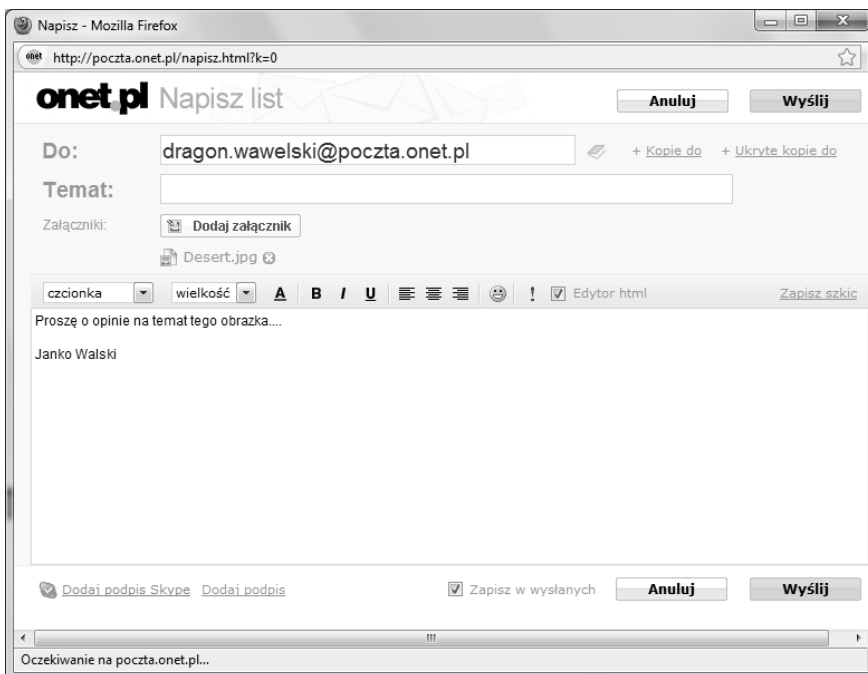 Napisz - Mozilla Firefox
onet http://poczta.onet.pl/napisz.html?k=0
onet.pl Napisz list Anuluj Wyślij
Do: dragon.wawelski@poczta.onet.pl + Kopie do + Ukryte kopie do
Temat:
Załączniki: Dodaj załącznik
Desert.jpg
czcionka wielkość A B I U ! Edytor html Zapisz szkic
Proszę o opinie na temat tego obrazka....
Janko Walski
Dodaj podpis Skype Dodaj podpis Zapisz w wysłanych Anuluj Wyślij
Oczekiwanie na poczta.onet.pl...